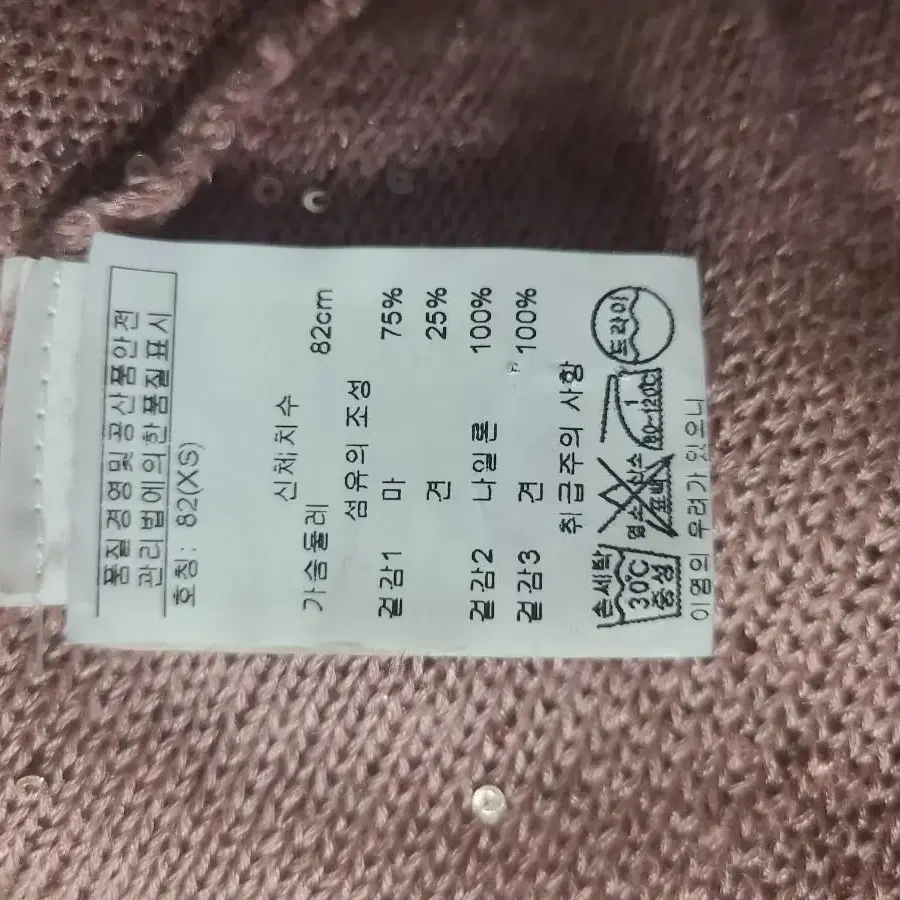 품질경영및공산품안전
관리법에의한품질표시
호칭: 82(XS)
신체치수
가슴둘레 82cm
섬유의 조성
겉감1 마 75%
견 25%
겉감2 나일론 100%
겉감3 견 100%
취급주의 사항
손세탁 30℃ 중성
염소 산소 표백
1 80~120℃
드라이
이염의 우려가 있으니